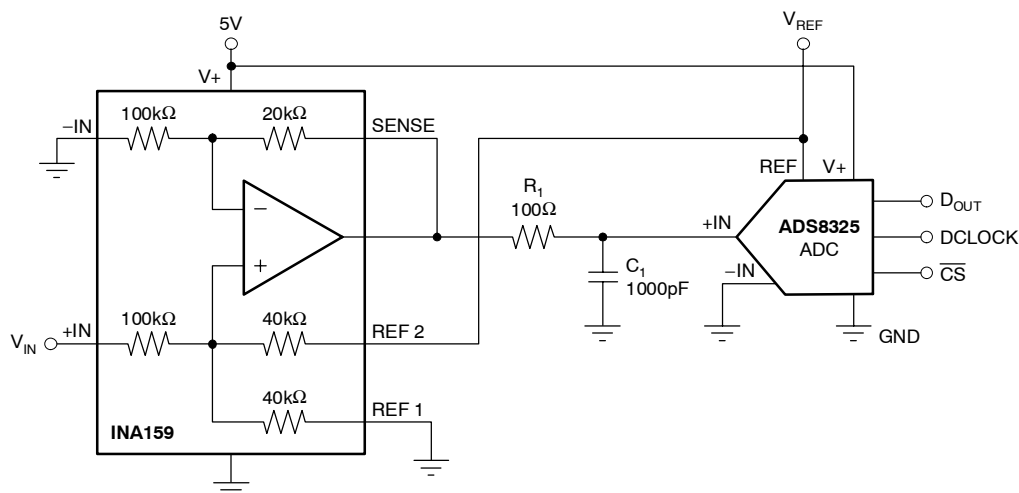 5V
V+
VREF
100kΩ
20kΩ
−IN
SENSE
−
+
R1
100Ω
C1
1000pF
REF
V+
+IN
ADS8325
ADC
−IN
DOUT
DCLOCK
CS
GND
VIN
+IN
100kΩ
40kΩ
REF 2
40kΩ
REF 1
INA159